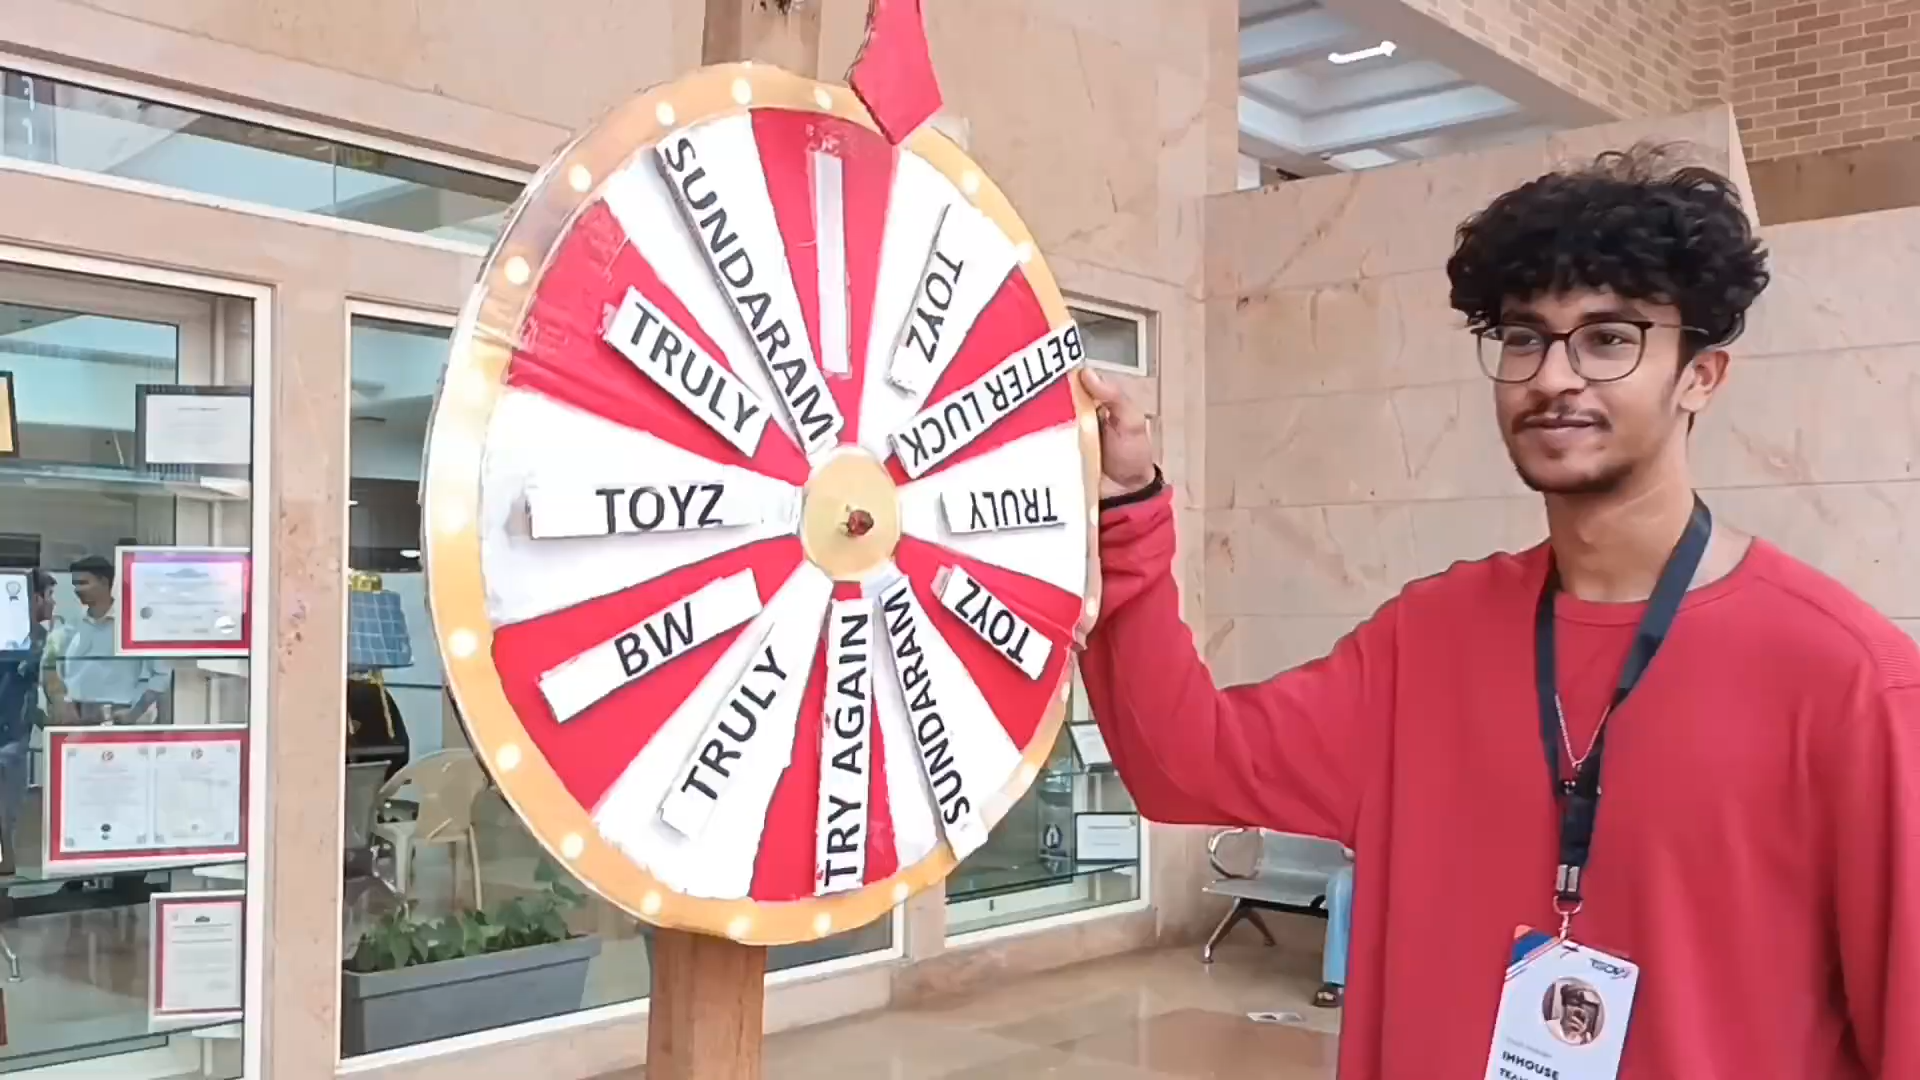 SUNDARAM
TOYZ
BETTER LUCK
TRULY
TOYZ
SUNDARAM
TRY AGAIN
TRULY
BW
TOYZ
TRULY
INHOUSE